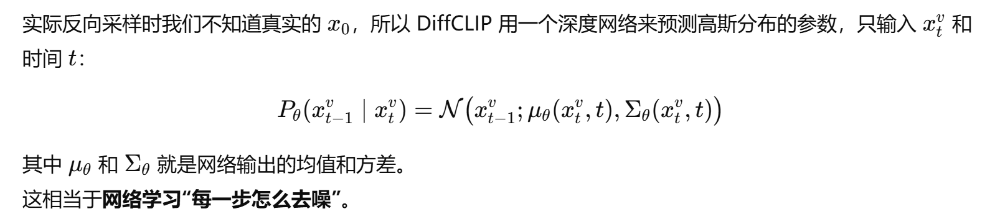 实际反向采样时我们不知道真实的 $x_0$，所以 DiffCLIP 用一个深度网络来预测高斯分布的参数，只输入 $x_t^v$ 和
时间 $t$：
$P_\theta(x_{t-1}^v \mid x_t^v) = \mathcal{N}\big(x_{t-1}^v; \mu_\theta(x_t^v, t), \Sigma_\theta(x_t^v, t)\big)$
其中 $\mu_\theta$ 和 $\Sigma_\theta$ 就是网络输出的均值和方差。
这相当于网络学习“每一步怎么去噪”。